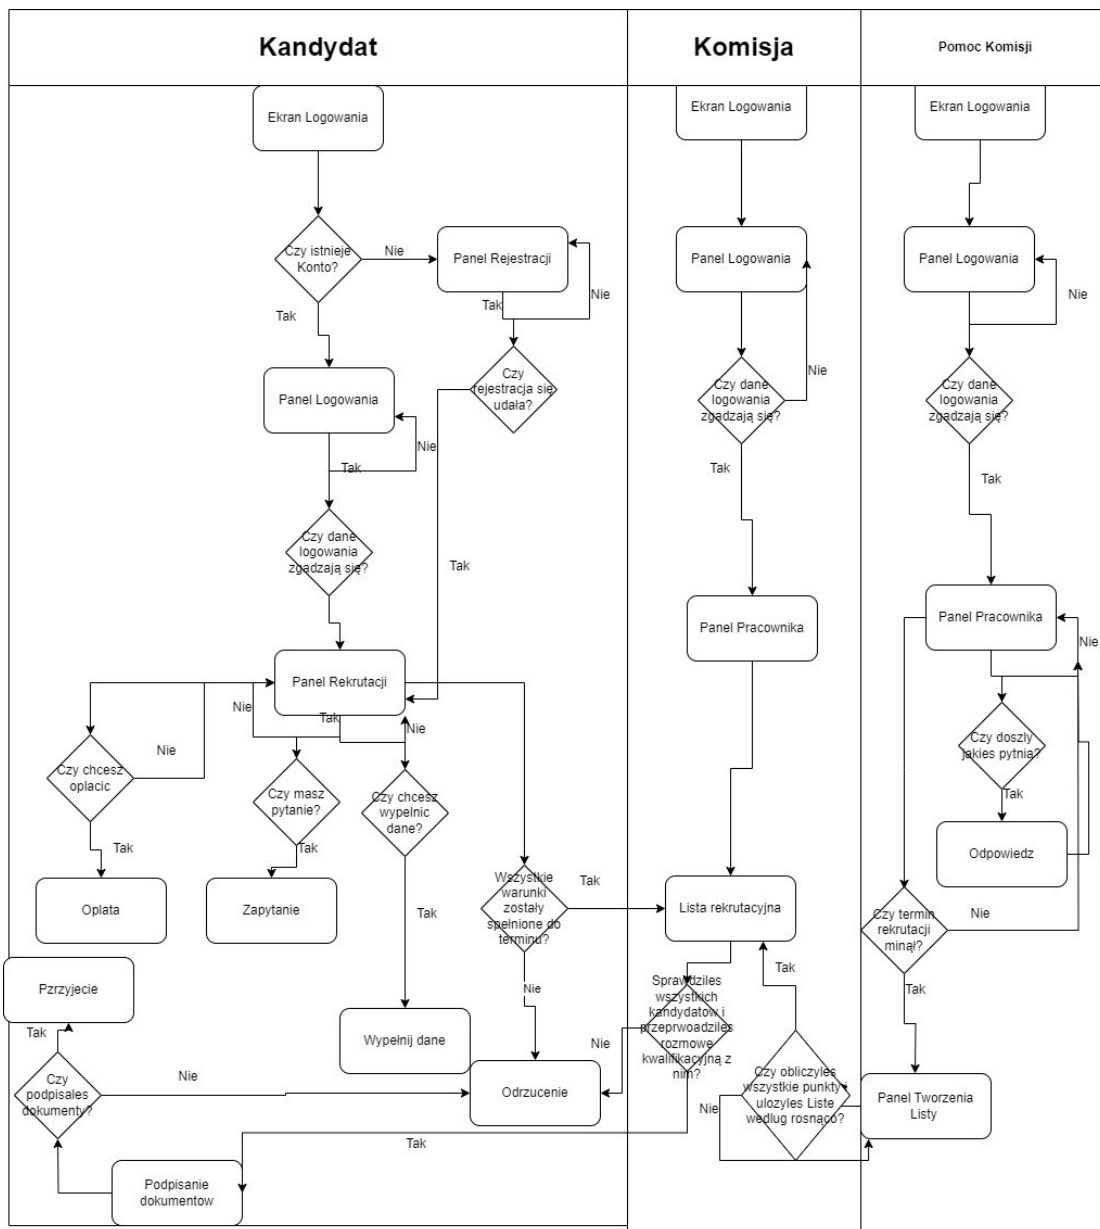 Kandydat
Komisja
Pomoc Komisji
Ekran Logowania
Ekran Logowania
Ekran Logowania
Czy istnieje
Konto?
Nie
Panel Rejestracji
Nie
Tak
Tak
Panel Logowania
Nie
Tak
Czy
rejestracja się
udała?
Czy dane
logowania
zgadzają się?
Tak
Panel Rekrutacji
Nie
Tak
Nie
Czy chcesz
oplacic
Nie
Czy masz
pytanie?
Czy chcesz
wypelnic
dane?
Tak
Tak
Tak
Oplata
Zapytanie
Wszystkie
warunki
zostały
spełnione do
terminu?
Tak
Nie
Wypełnij dane
Odrzucenie
Pzrzyjecie
Tak
Czy
podpisales
dokumenty?
Nie
Podpisanie
dokumentow
Tak
Panel Logowania
Nie
Czy dane
logowania
zgadzają się?
Tak
Panel Pracownika
Lista rekrutacyjna
Sprawdziles
wszystkich
kandydatow i
przeprwoadziles
rozmowe
kwalifikacyjną z
nim?
Nie
Tak
Czy obliczyles
wszystkie punkty i
ulozyles Liste
według rosnąco?
Nie
Panel Logowania
Nie
Czy dane
logowania
zgadzają się?
Tak
Panel Pracownika
Nie
Czy doszly
jakies pytnia?
Tak
Odpowiedz
Czy termin
rekrutacji
minął?
Nie
Tak
Panel Tworzenia
Listy